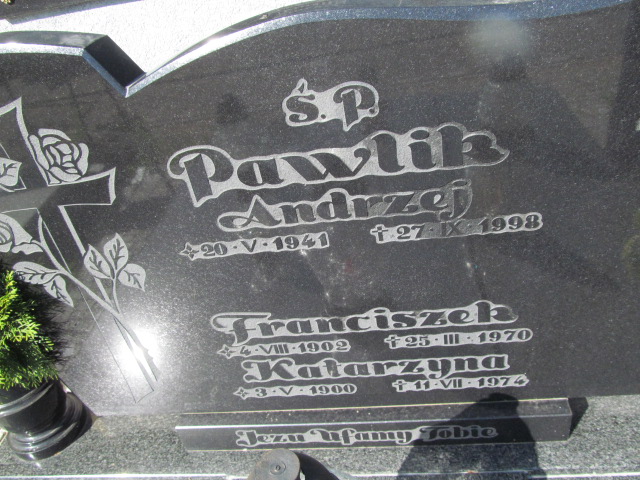 Ś.P.
Pawlik
Andrzej
☆ 20 · V · 1941 † 27 · IX · 1998
Franciszek
☆ 4 · VIII · 1902 † 25 · III · 1970
Katarzyna
☆ 3 · V · 1900 † 11 · VII · 1974
Jezu Ufamy Tobie